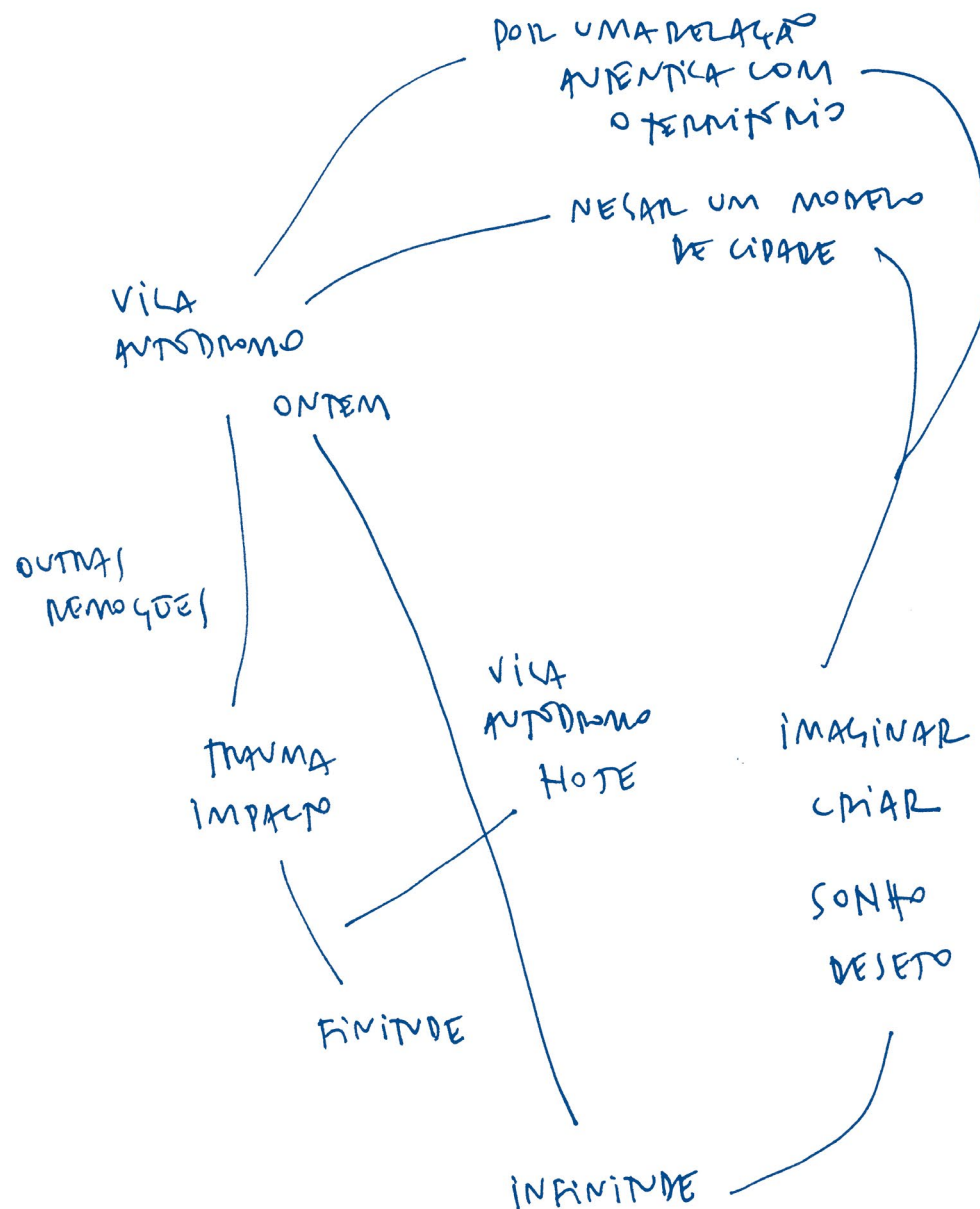 POR UMA RELAÇÃO
AUTENTICA COM
O TERRITÓRIO
NEGAR UM MODELO
DE CIDADE
VILA
AUTÓDROMO
ONTEM
OUTRAS
REMOÇÕES
VILA
AUTÓDROMO
HOJE
TRAUMA
IMPACTO
IMAGINAR
CRIAR
SONHO
DESEJO
FINITUDE
INFINITUDE